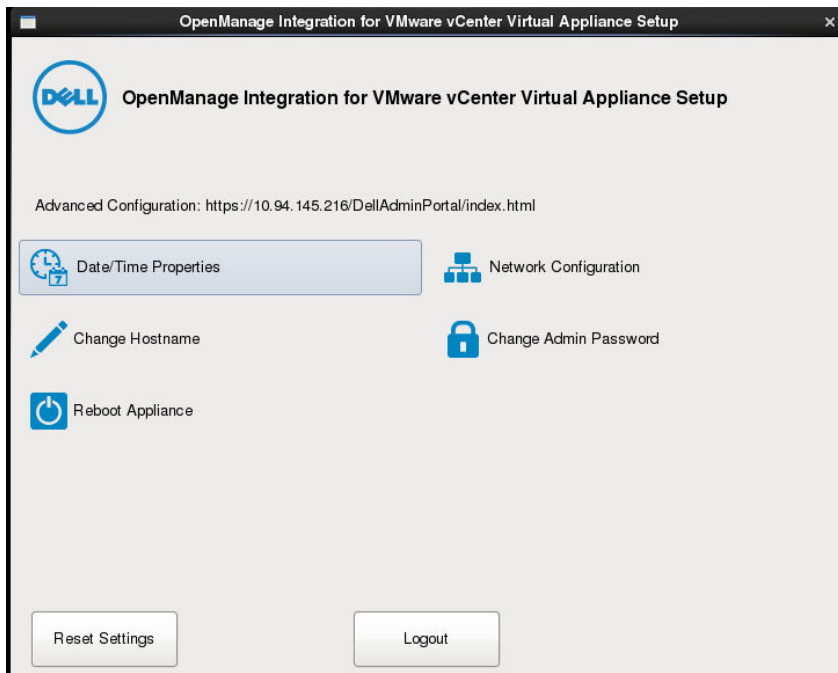 OpenManage Integration for VMware vCenter Virtual Appliance Setup
DELL
OpenManage Integration for VMware vCenter Virtual Appliance Setup
Advanced Configuration: https://10.94.145.216/DellAdminPortal/index.html
7 Date/Time Properties
Network Configuration
Change Hostname
Change Admin Password
Reboot Appliance
Reset Settings
Logout